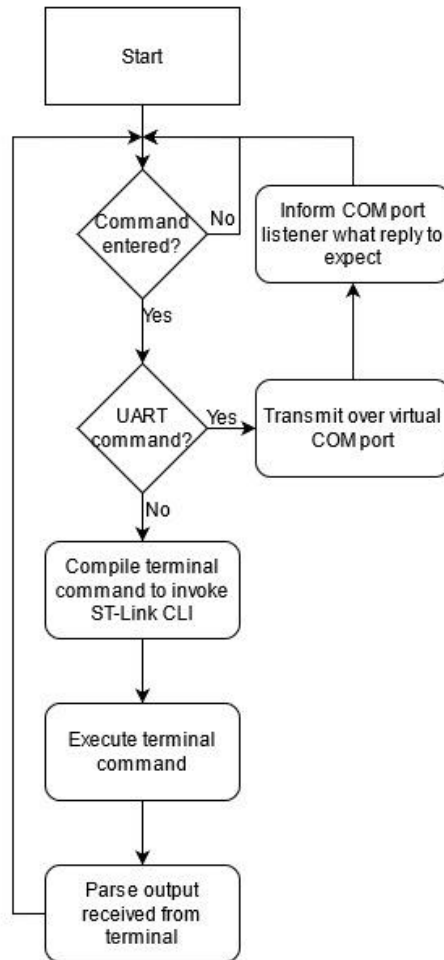 Start
Command
entered?
No
Inform COM port
listener what reply to
expect
Yes
UART
command?
Yes
Transmit over virtual
COM port
No
Compile terminal
command to invoke
ST-Link CLI
Execute terminal
command
Parse output
received from
terminal